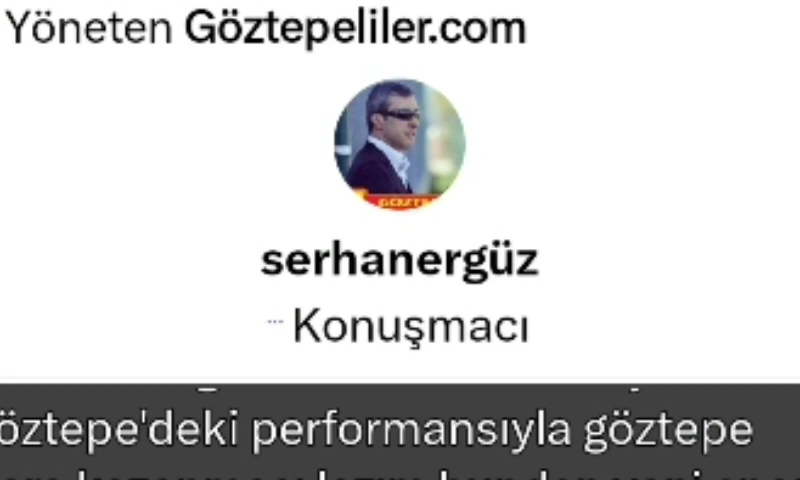 Yöneten Göztepeliler.com
serhanergüz
Konuşmacı
öztepe'deki performansıyla göztepe